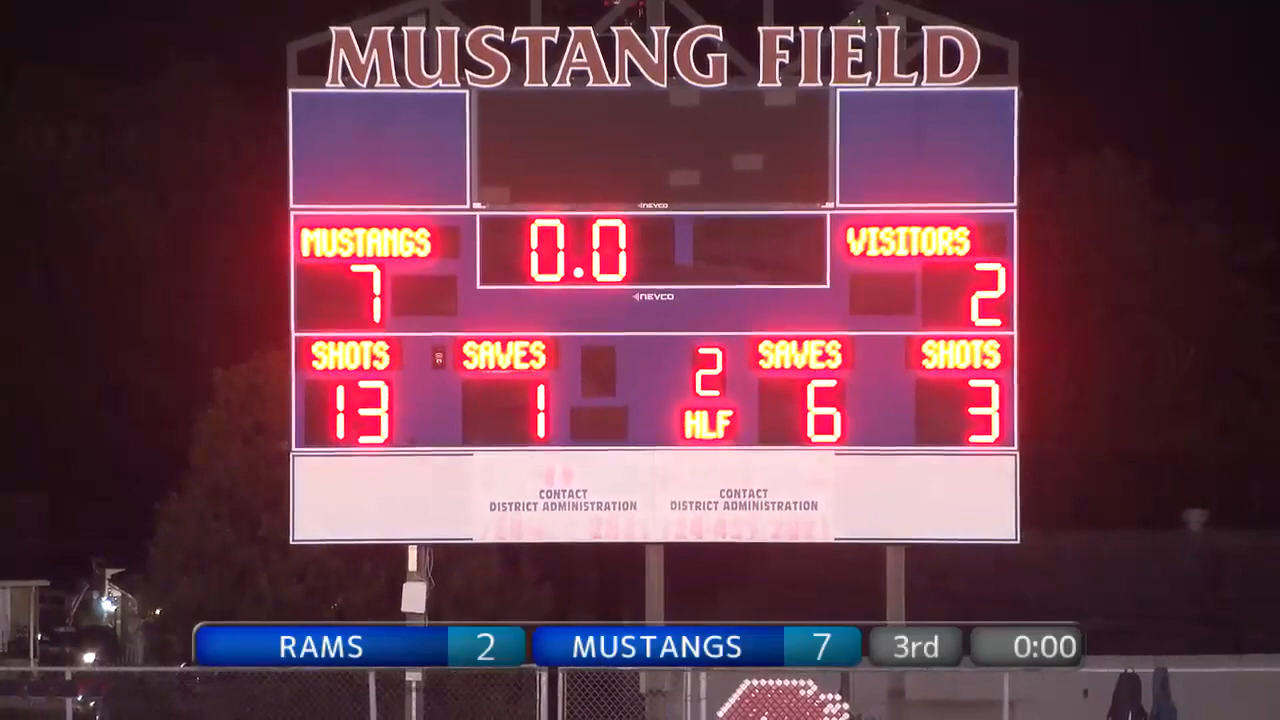 MUSTANG FIELD
NEVCO
MUSTANGS 0.0 VISITORS
7 2
NEVCO
SHOTS SAVES 2 SAVES SHOTS
13 1 HLF 6 3
CONTACT CONTACT
DISTRICT ADMINISTRATION DISTRICT ADMINISTRATION
RAMS 2 MUSTANGS 7 3rd 0:00